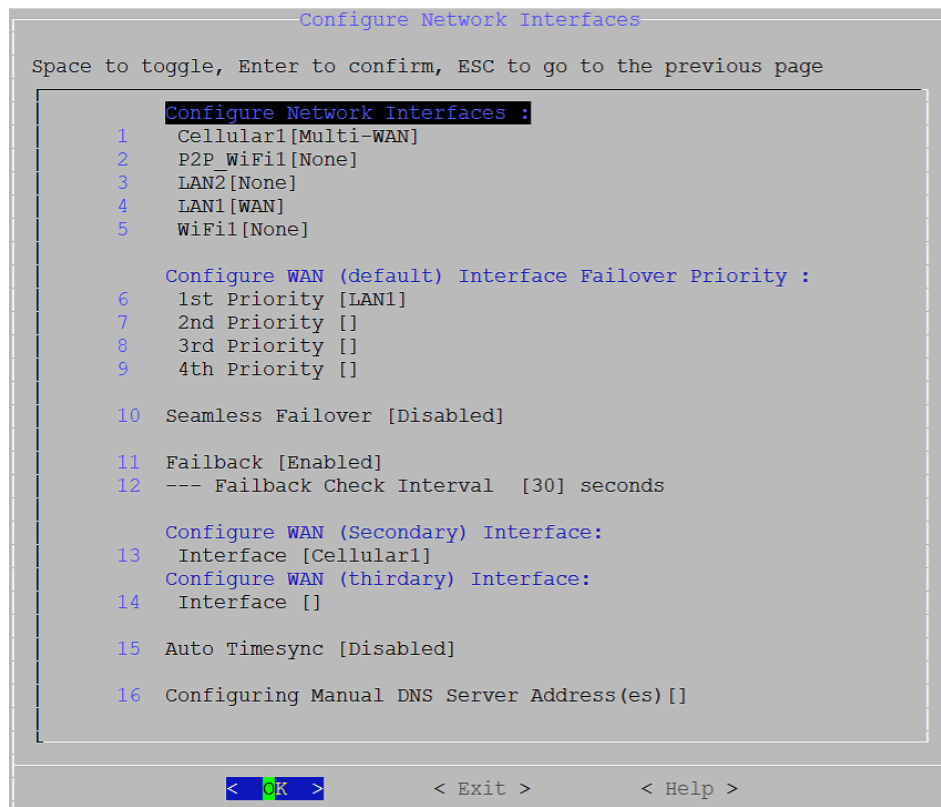 Configure Network Interfaces
Space to toggle, Enter to confirm, ESC to go to the previous page
Configure Network Interfaces :
1 Cellular1[Multi-WAN]
2 P2P_WiFi1[None]
3 LAN2[None]
4 LAN1[WAN]
5 WiFi1[None]
Configure WAN (default) Interface Failover Priority :
6 1st Priority [LAN1]
7 2nd Priority []
8 3rd Priority []
9 4th Priority []
10 Seamless Failover [Disabled]
11 Failback [Enabled]
12 --- Failback Check Interval [30] seconds
Configure WAN (Secondary) Interface:
13 Interface [Cellular1]
Configure WAN (thirdary) Interface:
14 Interface []
15 Auto Timesync [Disabled]
16 Configuring Manual DNS Server Address(es)[]
< OK > < Exit > < Help >